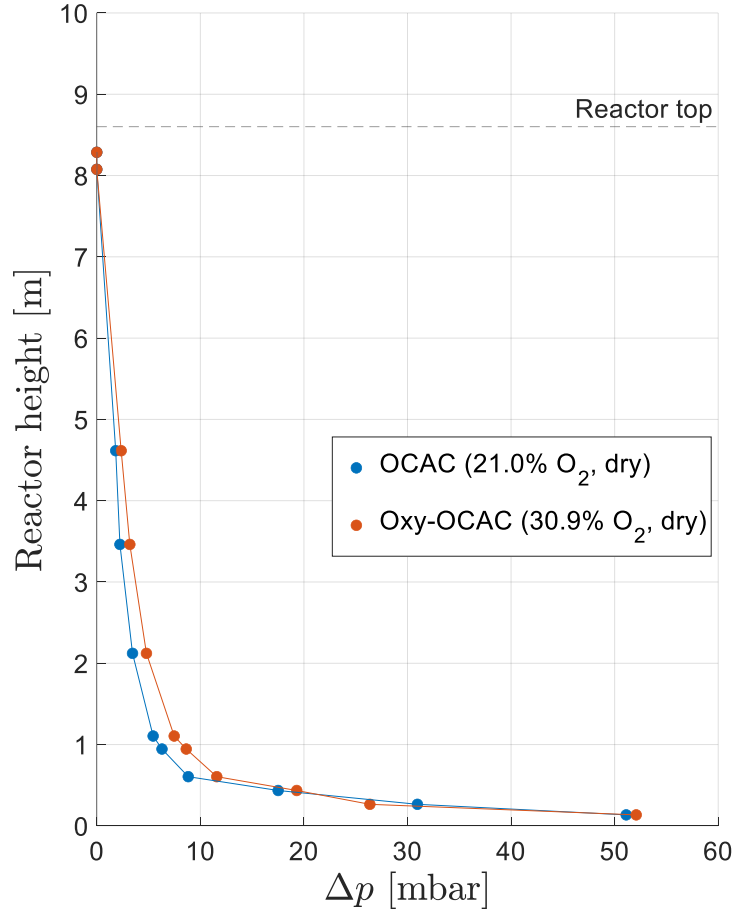 10
9
Reactor top
8
7
6
5
4
3
2
1
0
Reactor height [m]
OCAC (21.0% O₂, dry)
Oxy-OCAC (30.9% O₂, dry)
0 10 20 30 40 50 60
Δp [mbar]